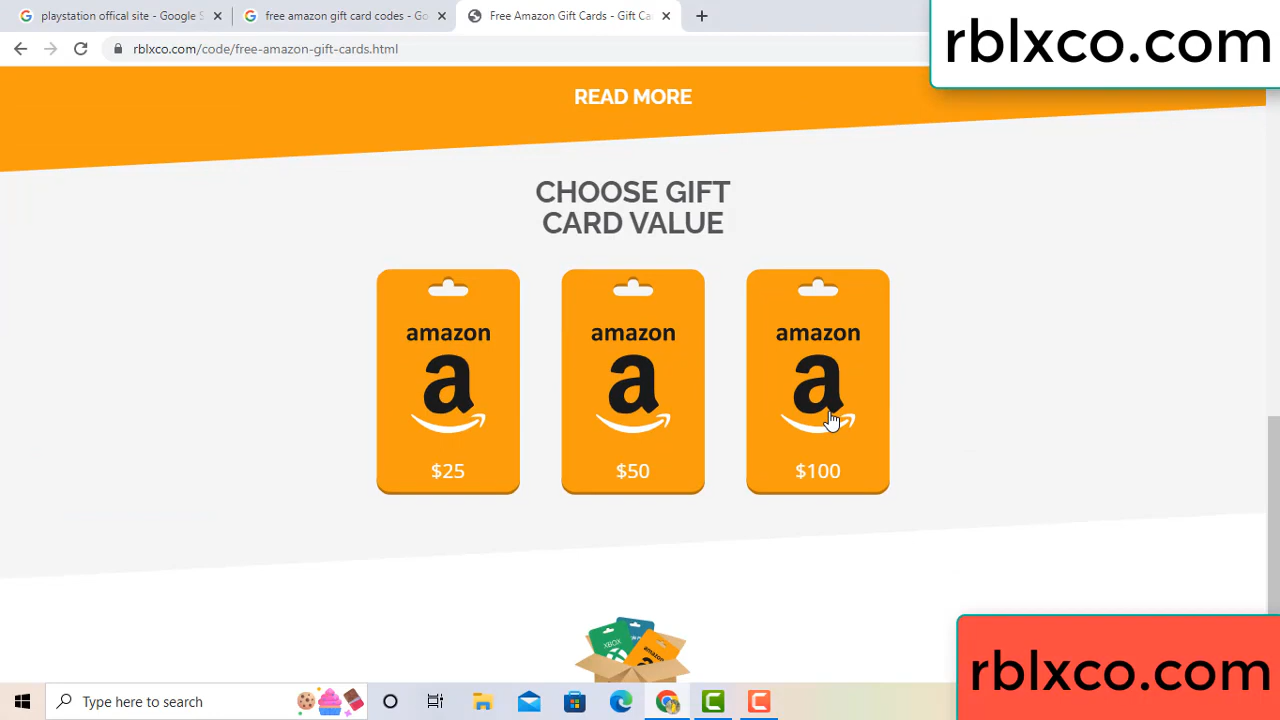 playstation offical site - Google S
free amazon gift card codes - Go
Free Amazon Gift Cards - Gift Ca
rblxco.com/code/free-amazon-gift-cards.html
rblxco.com
READ MORE
CHOOSE GIFT
CARD VALUE
amazon amazon amazon
a a a
$25 $50 $100
XBOX
rblxco.com
Type here to search